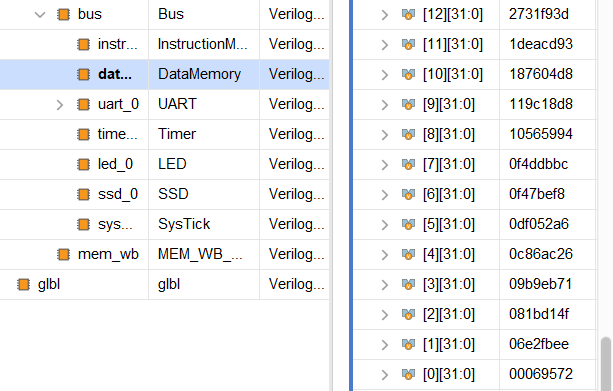 bus Bus Verilog...
instr... InstructionM... Verilog...
dat... DataMemory Verilog...
uart_0 UART Verilog...
time... Timer Verilog...
led_0 LED Verilog...
ssd_0 SSD Verilog...
sys... SysTick Verilog...
mem_wb MEM_WB_... Verilog...
glbl glbl Verilog...
[12][31:0] 2731f93d
[11][31:0] 1deacd93
[10][31:0] 187604d8
[9][31:0] 119c18d8
[8][31:0] 10565994
[7][31:0] 0f4ddbbc
[6][31:0] 0f47bef8
[5][31:0] 0df052a6
[4][31:0] 0c86ac26
[3][31:0] 09b9eb71
[2][31:0] 081bd14f
[1][31:0] 06e2fbee
[0][31:0] 00069572